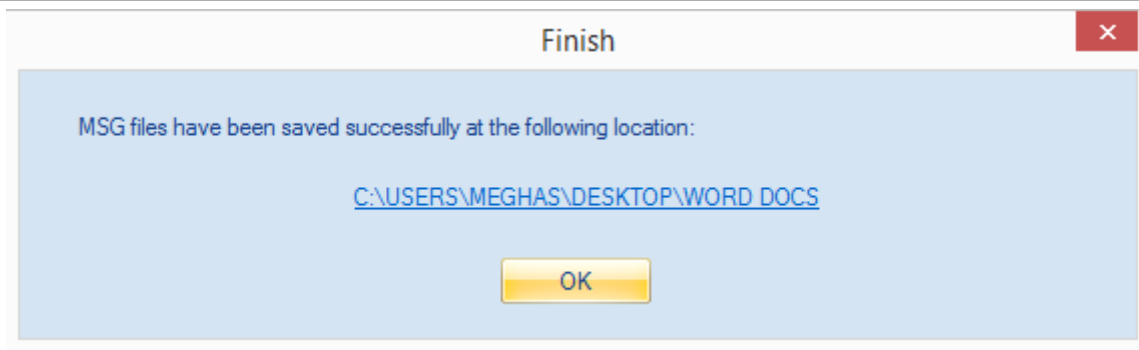 Finish
MSG files have been saved successfully at the following location:
C:\USERS\MEGHAS\DESKTOP\WORD DOCS
OK